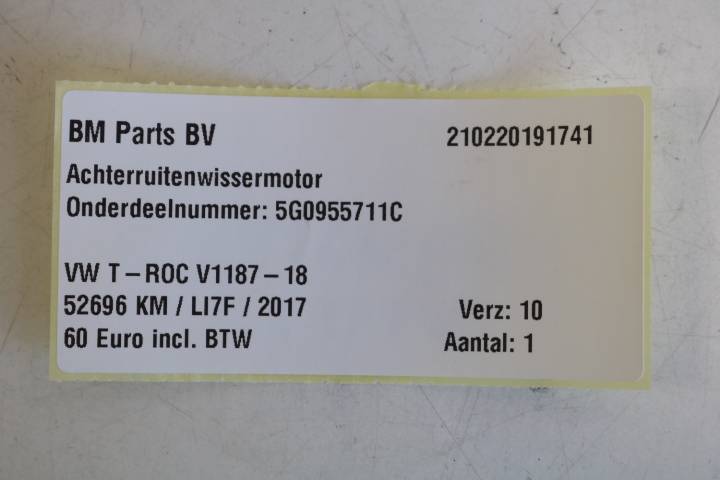 BM Parts BV 210220191741
Achterruitenwissermotor
Onderdeelnummer: 5G0955711C
VW T-ROC V1187-18
52696 KM / LI7F / 2017 Verz: 10
60 Euro incl. BTW Aantal: 1